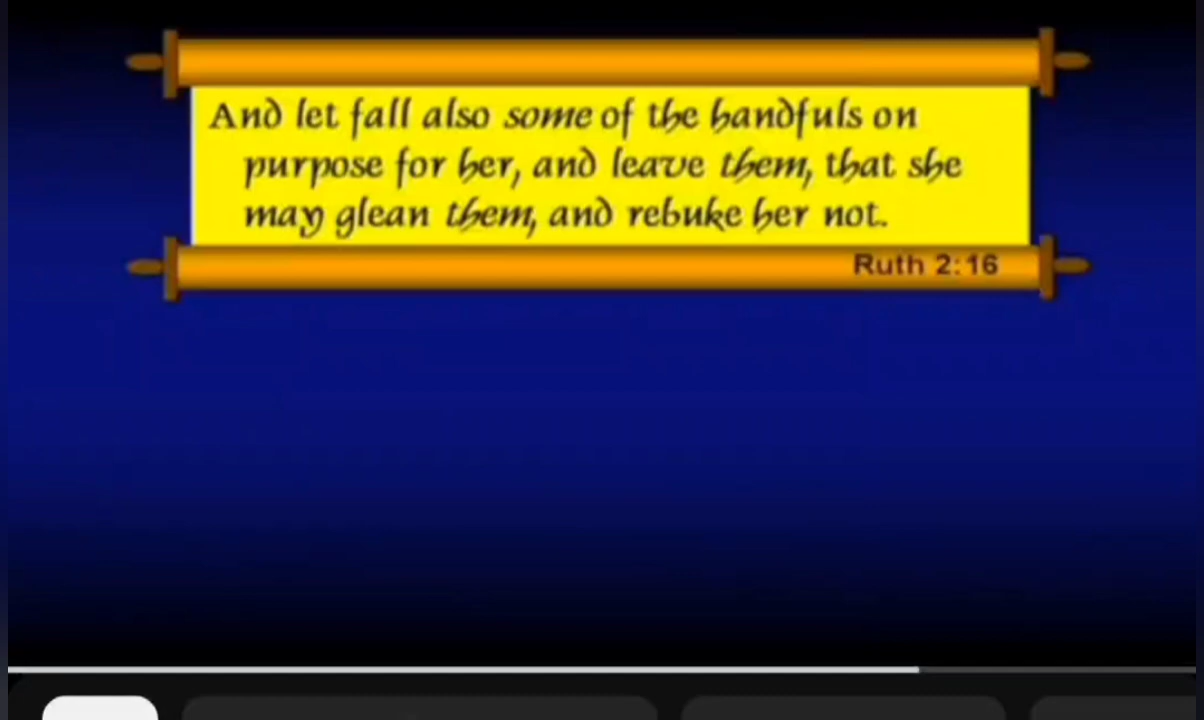 And let fall also some of the handfuls on
purpose for her, and leave them, that she
may glean them, and rebuke her not.
Ruth 2:16